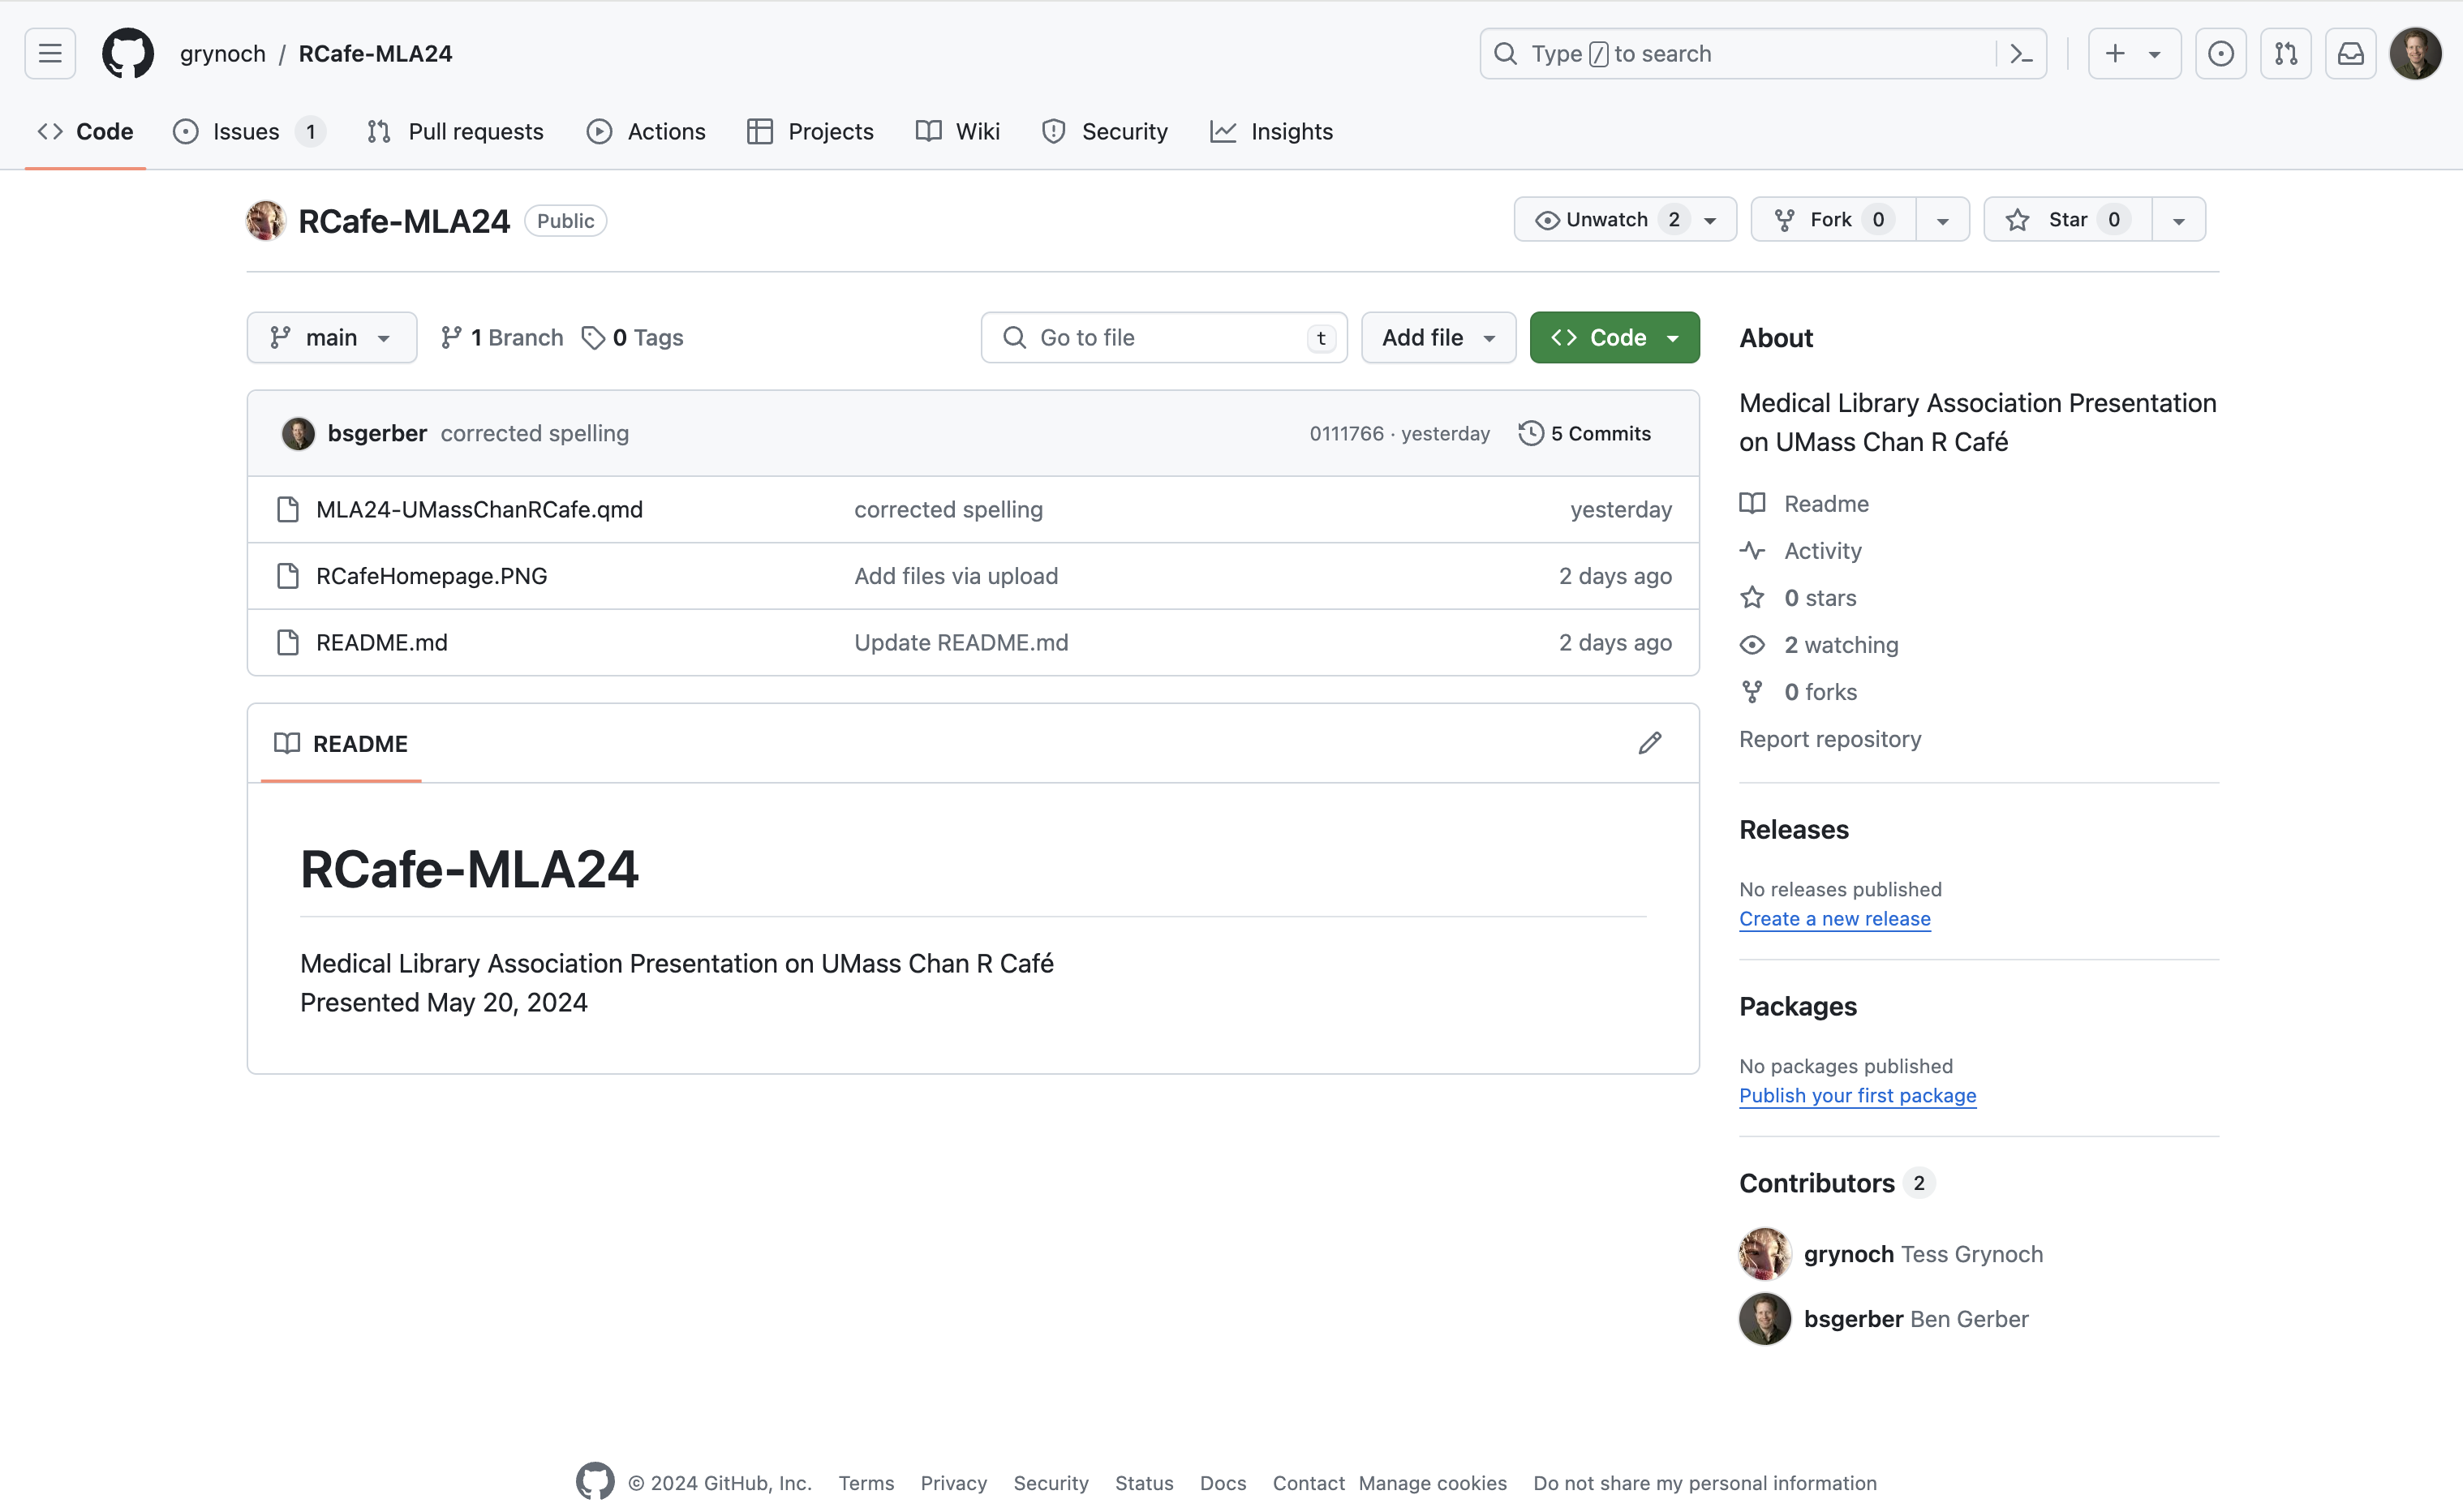 grynoch / RCafe-MLA24
Type / to search
Code Issues 1 Pull requests Actions Projects Wiki Security Insights
RCafe-MLA24 Public
Unwatch 2 Fork 0 Star 0
main 1 Branch 0 Tags
Go to file t Add file Code
bsgerber corrected spelling 0111766 · yesterday 5 Commits
MLA24-UMassChanRCafe.qmd corrected spelling yesterday
RCafeHomepage.PNG Add files via upload 2 days ago
README.md Update README.md 2 days ago
README
RCafe-MLA24
Medical Library Association Presentation on UMass Chan R Café
Presented May 20, 2024
About
Medical Library Association Presentation
on UMass Chan R Café
Readme
Activity
0 stars
2 watching
0 forks
Report repository
Releases
No releases published
Create a new release
Packages
No packages published
Publish your first package
Contributors 2
grynoch Tess Grynoch
bsgerber Ben Gerber
© 2024 GitHub, Inc. Terms Privacy Security Status Docs Contact Manage cookies Do not share my personal information